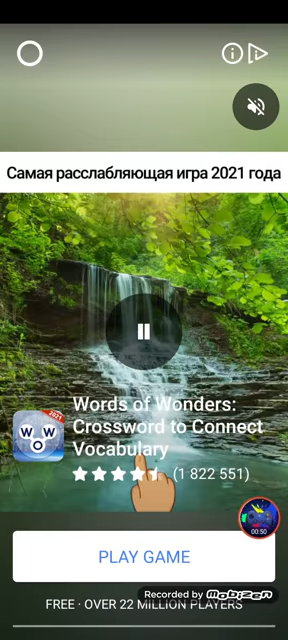 Самая расслабляющая игра 2021 года
2021
W W
O
Words of Wonders:
Crossword to Connect
Vocabulary
(1 822 551)
00:50
PLAY GAME
Recorded by MOBIZEN
FREE · OVER 22 MILLION PLAYERS